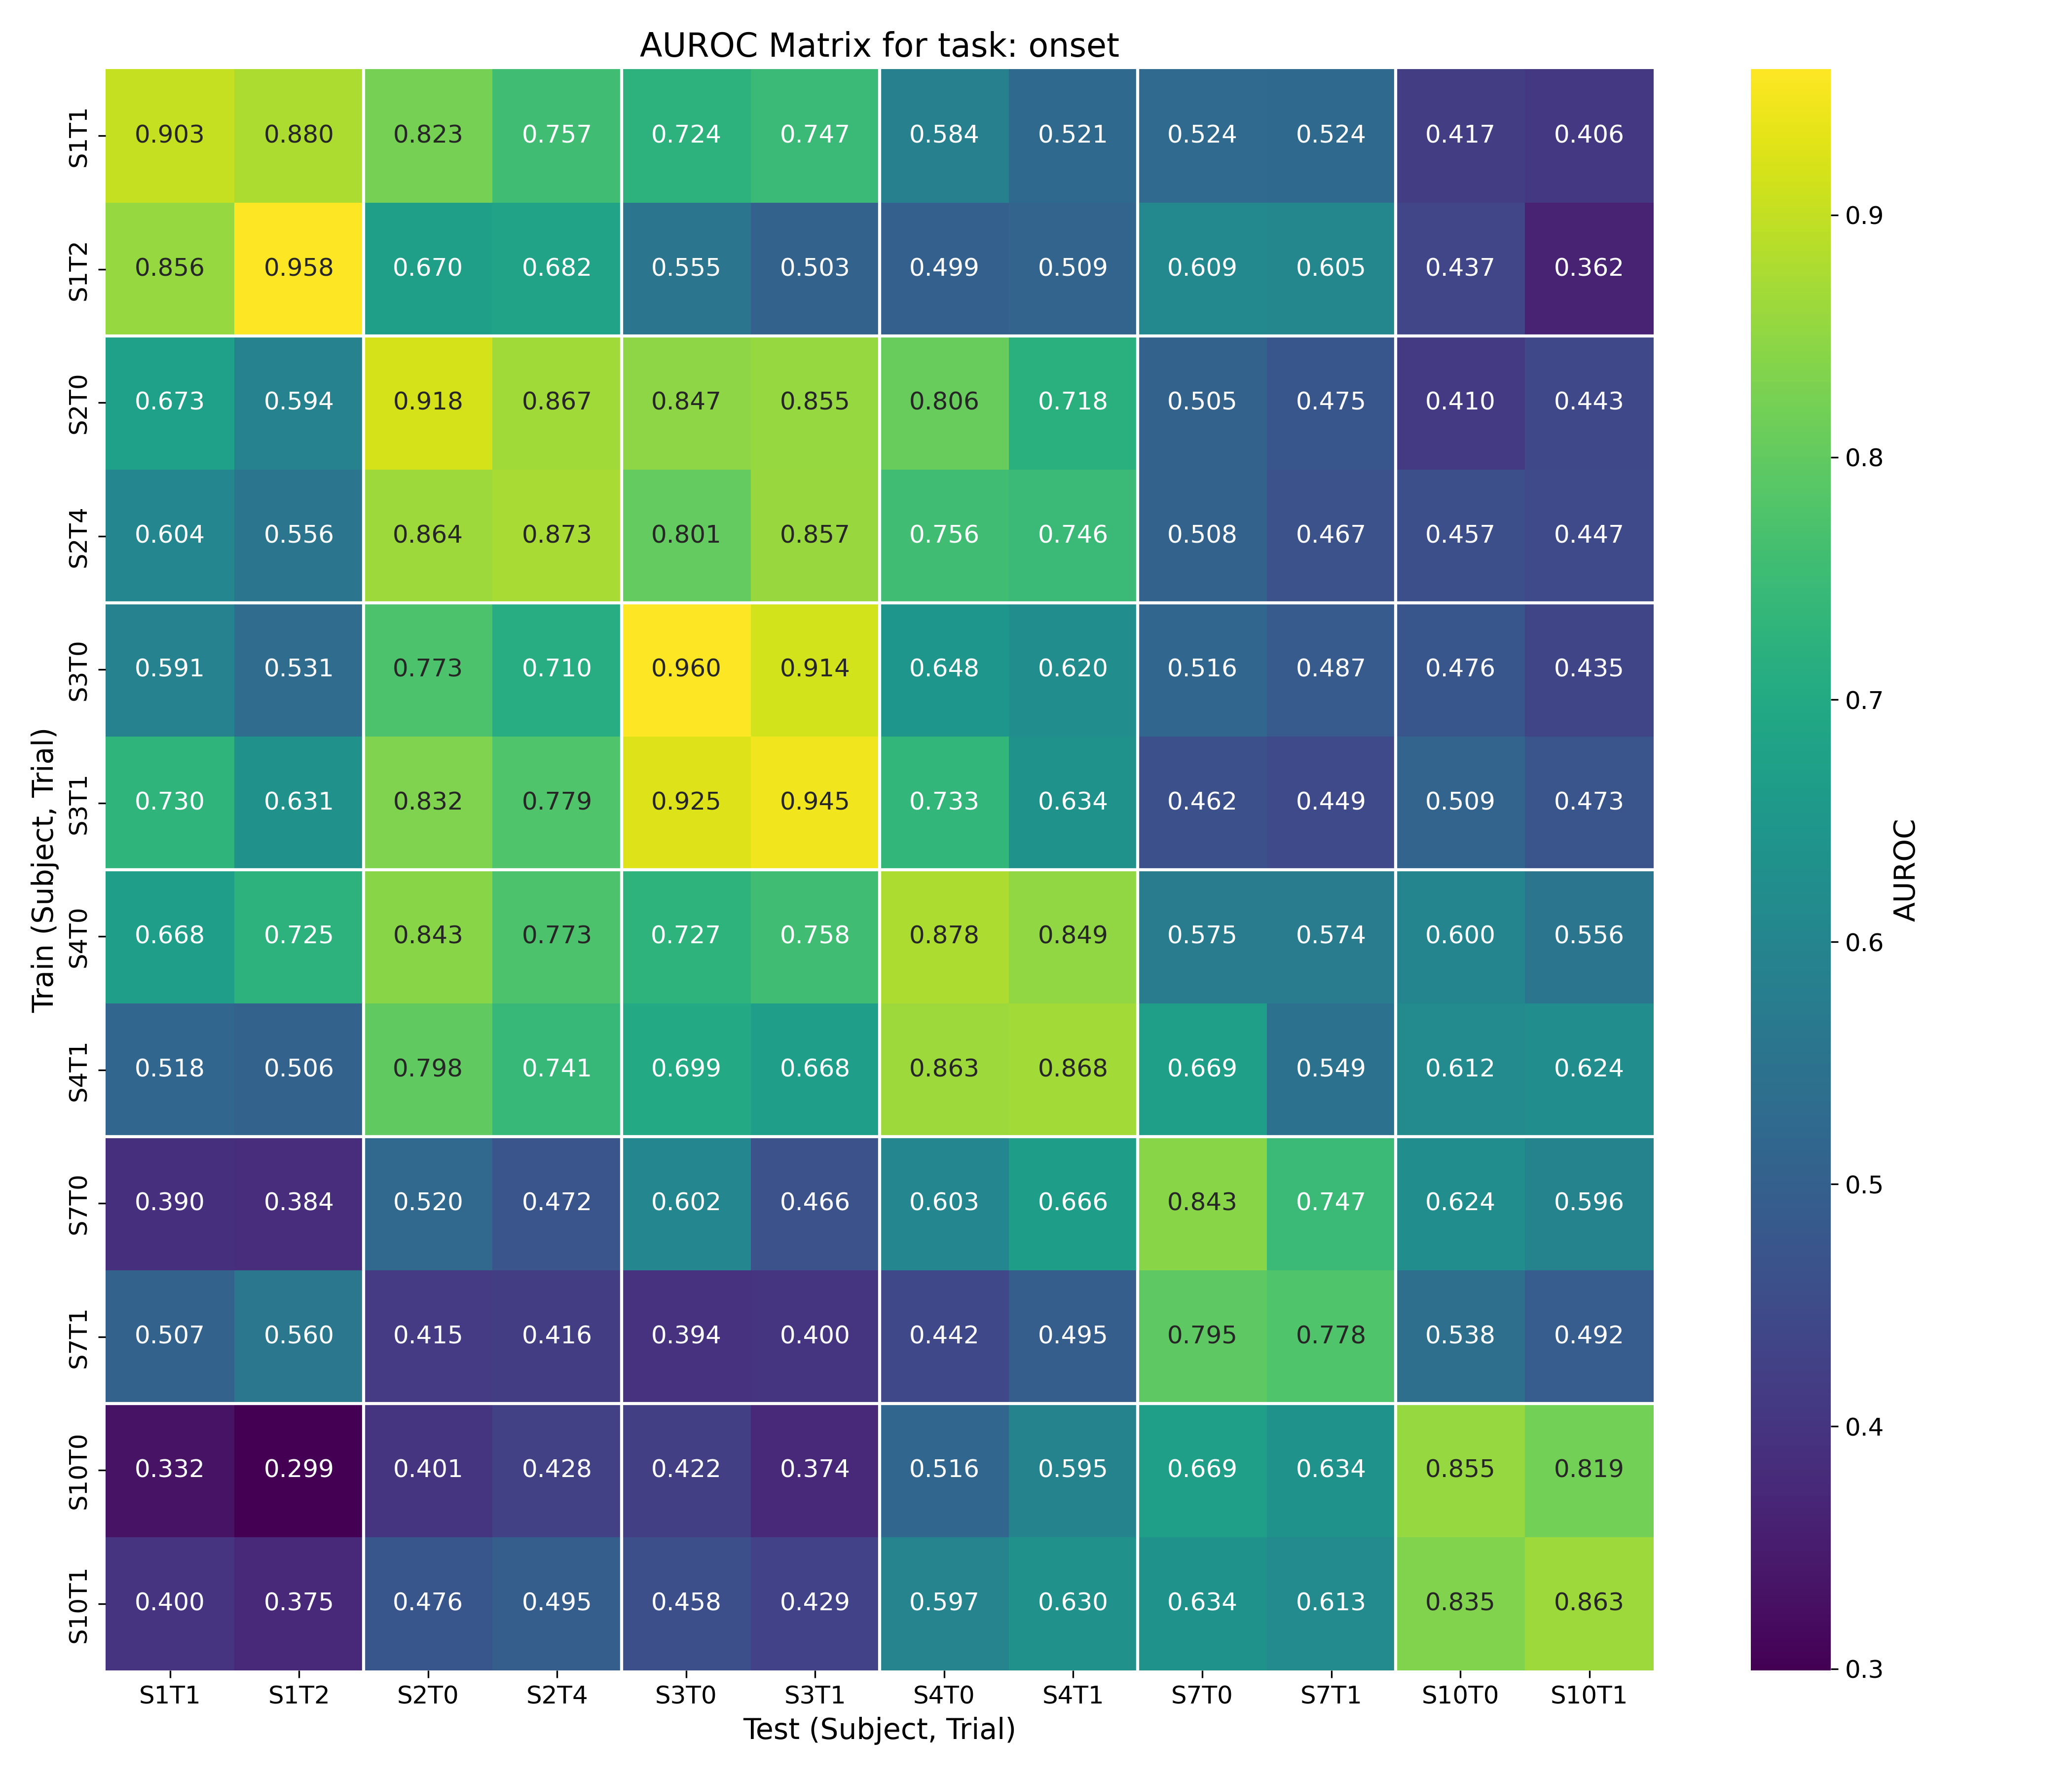 AUROC Matrix for task: onset
Train (Subject, Trial)
S1T1 0.903 0.880 0.823 0.757 0.724 0.747 0.584 0.521 0.524 0.524 0.417 0.406
S1T2 0.856 0.958 0.670 0.682 0.555 0.503 0.499 0.509 0.609 0.605 0.437 0.362
S2T0 0.673 0.594 0.918 0.867 0.847 0.855 0.806 0.718 0.505 0.475 0.410 0.443
S2T4 0.604 0.556 0.864 0.873 0.801 0.857 0.756 0.746 0.508 0.467 0.457 0.447
S3T0 0.591 0.531 0.773 0.710 0.960 0.914 0.648 0.620 0.516 0.487 0.476 0.435
S3T1 0.730 0.631 0.832 0.779 0.925 0.945 0.733 0.634 0.462 0.449 0.509 0.473
S4T0 0.668 0.725 0.843 0.773 0.727 0.758 0.878 0.849 0.575 0.574 0.600 0.556
S4T1 0.518 0.506 0.798 0.741 0.699 0.668 0.863 0.868 0.669 0.549 0.612 0.624
S7T0 0.390 0.384 0.520 0.472 0.602 0.466 0.603 0.666 0.843 0.747 0.624 0.596
S7T1 0.507 0.560 0.415 0.416 0.394 0.400 0.442 0.495 0.795 0.778 0.538 0.492
S10T0 0.332 0.299 0.401 0.428 0.422 0.374 0.516 0.595 0.669 0.634 0.855 0.819
S10T1 0.400 0.375 0.476 0.495 0.458 0.429 0.597 0.630 0.634 0.613 0.835 0.863
S1T1 S1T2 S2T0 S2T4 S3T0 S3T1 S4T0 S4T1 S7T0 S7T1 S10T0 S10T1
Test (Subject, Trial)
0.9
0.8
0.7
0.6
0.5
0.4
0.3
AUROC